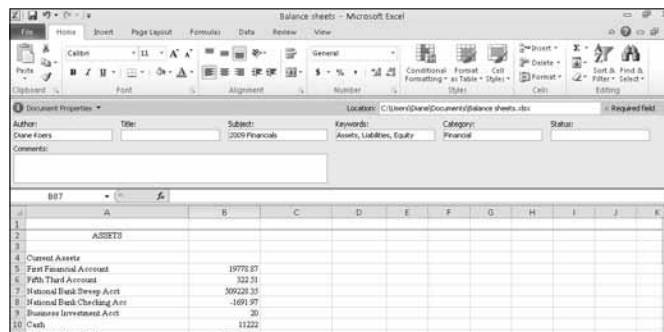 Balance sheets - Microsoft Excel
File Home Insert Page Layout Formulas Data Review View
Paste
Calibri 11 A A
B I U A
General
$ % ,
Conditional Formatting
Format as Table
Cell Styles
Insert
Delete
Format
Σ
Sort & Filter
Find & Select
Clipboard Font Alignment Number Styles Cells Editing
Document Properties Location: C:\Users\Diane\Documents\Balance sheets.xlsx Required field
Author: Title: Subject: Keywords: Category: Status:
Diane Koers 2009 Financials Assets, Liabilities, Equity Financial
Comments:
B87 fx
A B C D E F G H I J K
1
2 ASSETS
3
4 Current Assets
5 First Financial Account 19778.87
6 Fifth Third Account 322.51
7 National Bank Sweep Acct 509228.35
8 National Bank Checking Acc -1691.97
9 Business Investment Acct 20
10 Cash 11222